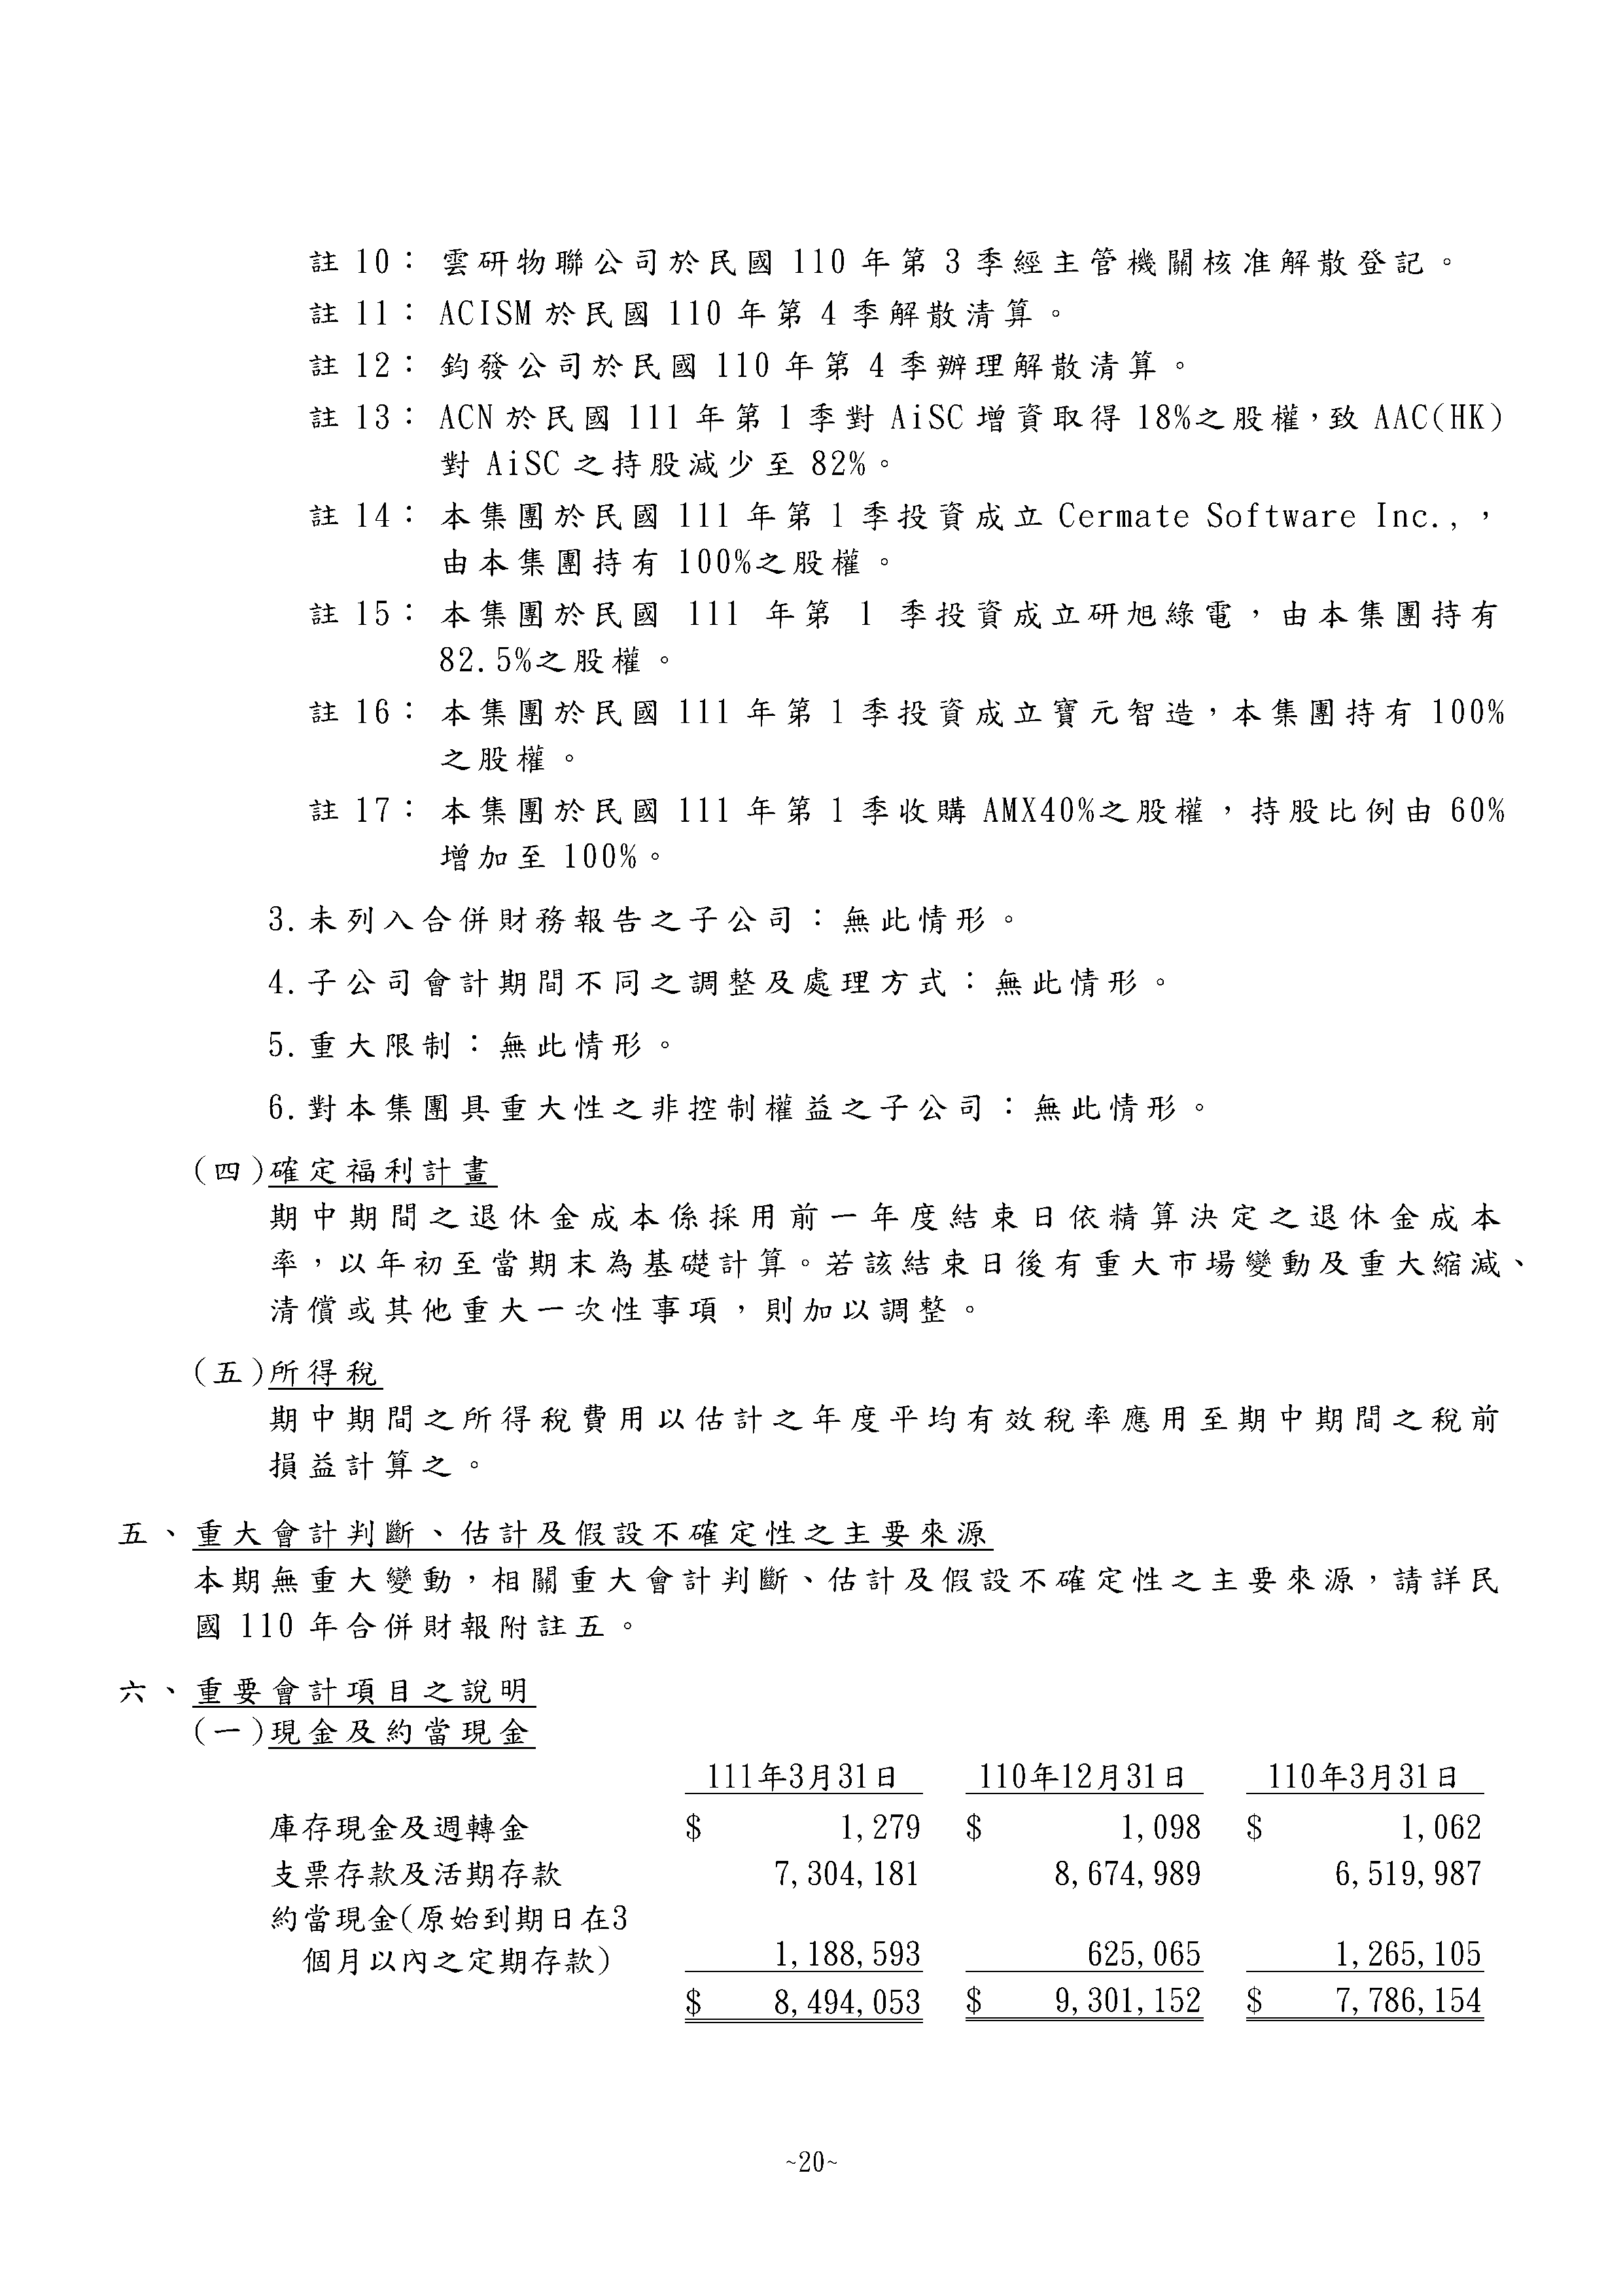 註 10： 雲研物聯公司於民國 110 年第 3 季經主管機關核准解散登記。
註 11： ACISM 於民國 110 年第 4 季解散清算。
註 12： 鈞發公司於民國 110 年第 4 季辦理解散清算。
註 13： ACN 於民國 111 年第 1 季對 AiSC 增資取得 18%之股權，致 AAC(HK)
對 AiSC 之持股減少至 82%。
註 14： 本集團於民國 111 年第 1 季投資成立 Cermate Software Inc.,，
由本集團持有 100%之股權。
註 15： 本集團於民國 111 年第 1 季投資成立研旭綠電，由本集團持有
82.5%之股權。
註 16： 本集團於民國 111 年第 1 季投資成立寶元智造，本集團持有 100%
之股權。
註 17： 本集團於民國 111 年第 1 季收購 AMX40%之股權，持股比例由 60%
增加至 100%。
3.未列入合併財務報告之子公司：無此情形。
4.子公司會計期間不同之調整及處理方式：無此情形。
5.重大限制：無此情形。
6.對本集團具重大性之非控制權益之子公司：無此情形。
(四)確定福利計畫
期中期間之退休金成本係採用前一年度結束日依精算決定之退休金成本
率，以年初至當期末為基礎計算。若該結束日後有重大市場變動及重大縮減、
清償或其他重大一次性事項，則加以調整。
(五)所得稅
期中期間之所得稅費用以估計之年度平均有效稅率應用至期中期間之稅前
損益計算之。
五、重大會計判斷、估計及假設不確定性之主要來源
本期無重大變動，相關重大會計判斷、估計及假設不確定性之主要來源，請詳民
國 110 年合併財報附註五。
六、重要會計項目之說明
(一)現金及約當現金
111年3月31日 110年12月31日 110年3月31日
庫存現金及週轉金 $ 1,279 $ 1,098 $ 1,062
支票存款及活期存款 7,304,181 8,674,989 6,519,987
約當現金(原始到期日在3
個月以內之定期存款) 1,188,593 625,065 1,265,105
$ 8,494,053 $ 9,301,152 $ 7,786,154
~20~